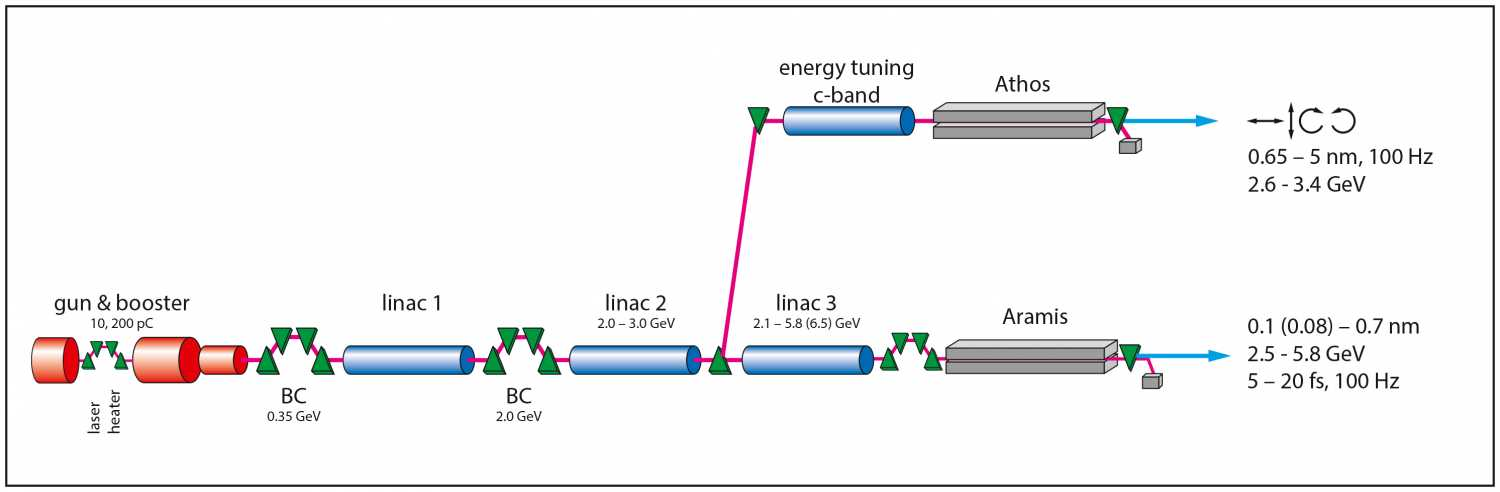 energy tuning
c-band
Athos
0.65 – 5 nm, 100 Hz
2.6 - 3.4 GeV
gun & booster
10, 200 pC
laser
heater
BC
0.35 GeV
linac 1
BC
2.0 GeV
linac 2
2.0 – 3.0 GeV
linac 3
2.1 – 5.8 (6.5) GeV
Aramis
0.1 (0.08) – 0.7 nm
2.5 - 5.8 GeV
5 – 20 fs, 100 Hz